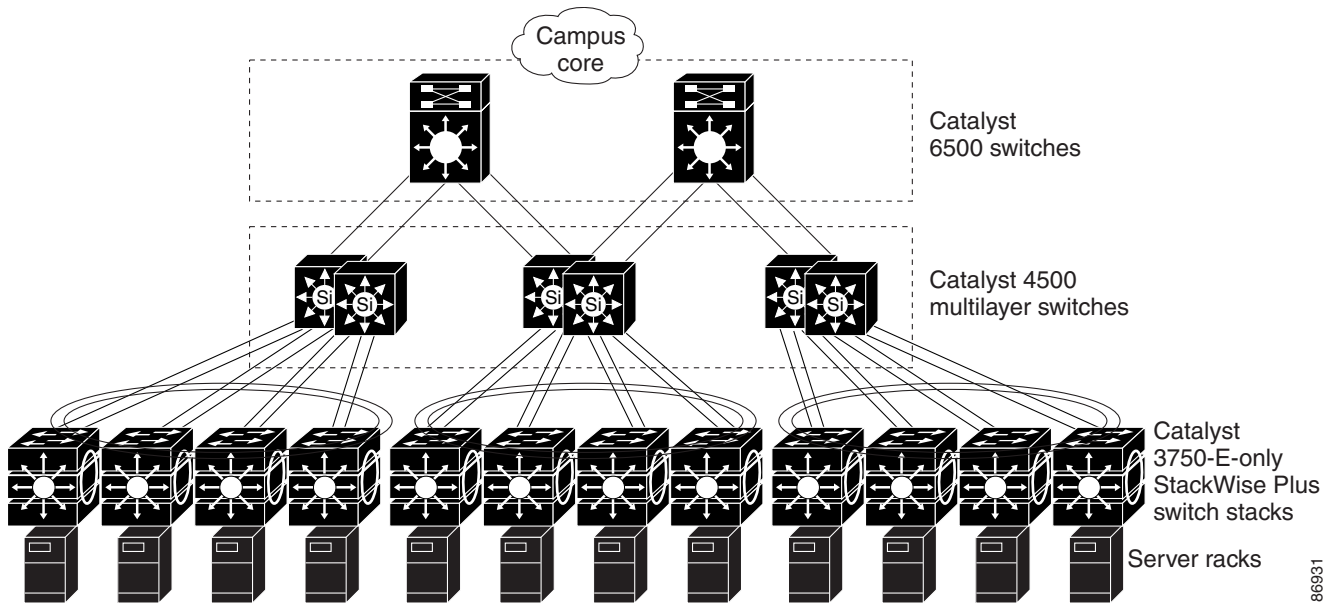 Campus
core
Catalyst
6500 switches
Si
Si
Si
Si
Si
Si
Catalyst 4500
multilayer switches
Catalyst
3750-E-only
StackWise Plus
switch stacks
Server racks
86931